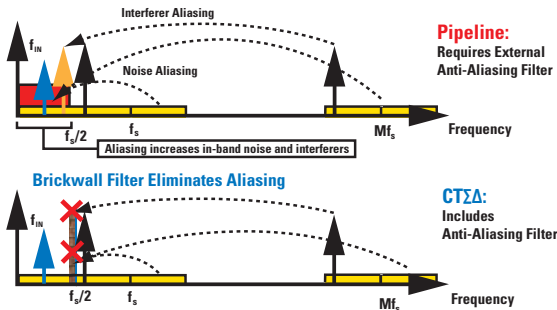 Interferer Aliasing
Pipeline:
Requires External
Anti-Aliasing Filter
fIN
Noise Aliasing
fs/2
fs
Mfs
Frequency
Aliasing increases in-band noise and interferers
Brickwall Filter Eliminates Aliasing
CTΣΔ:
Includes
Anti-Aliasing Filter
fIN
fs/2
fs
Mfs
Frequency